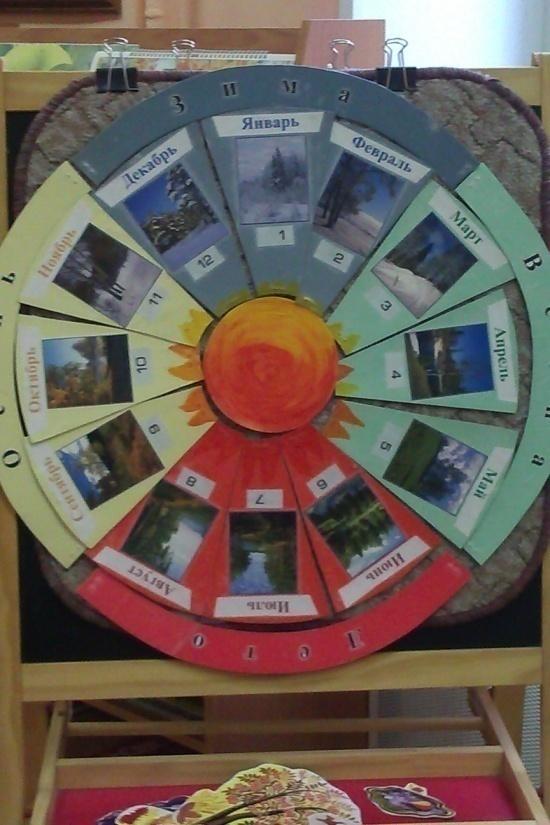 Зима
Январь
1
Февраль
2
Весна
Март
3
Апрель
4
Май
5
Лето
Июнь
6
Июль
7
Август
8
Осень
Сентябрь
9
Октябрь
10
Ноябрь
11
Декабрь
12